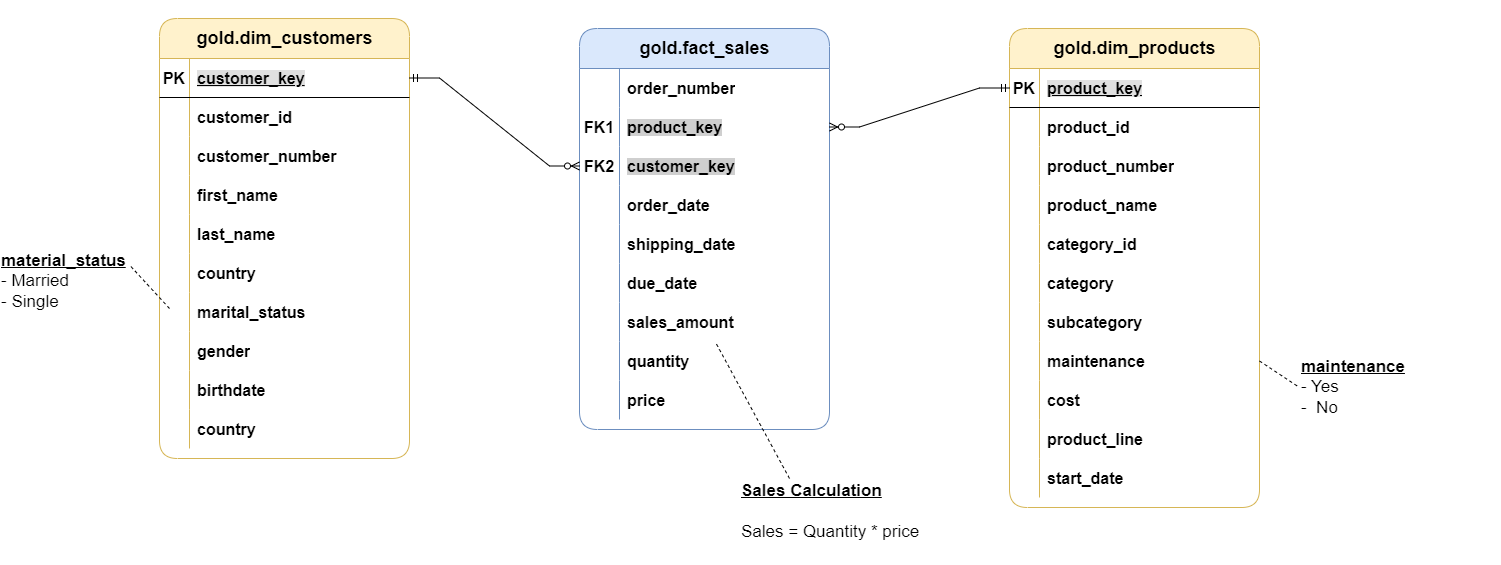 gold.dim_customers
PK customer_key
customer_id
customer_number
first_name
last_name
country
marital_status
gender
birthdate
country
material_status
- Married
- Single
gold.fact_sales
order_number
FK1 product_key
FK2 customer_key
order_date
shipping_date
due_date
sales_amount
quantity
price
Sales Calculation
Sales = Quantity * price
gold.dim_products
PK product_key
product_id
product_number
product_name
category_id
category
subcategory
maintenance
cost
product_line
start_date
maintenance
- Yes
- No